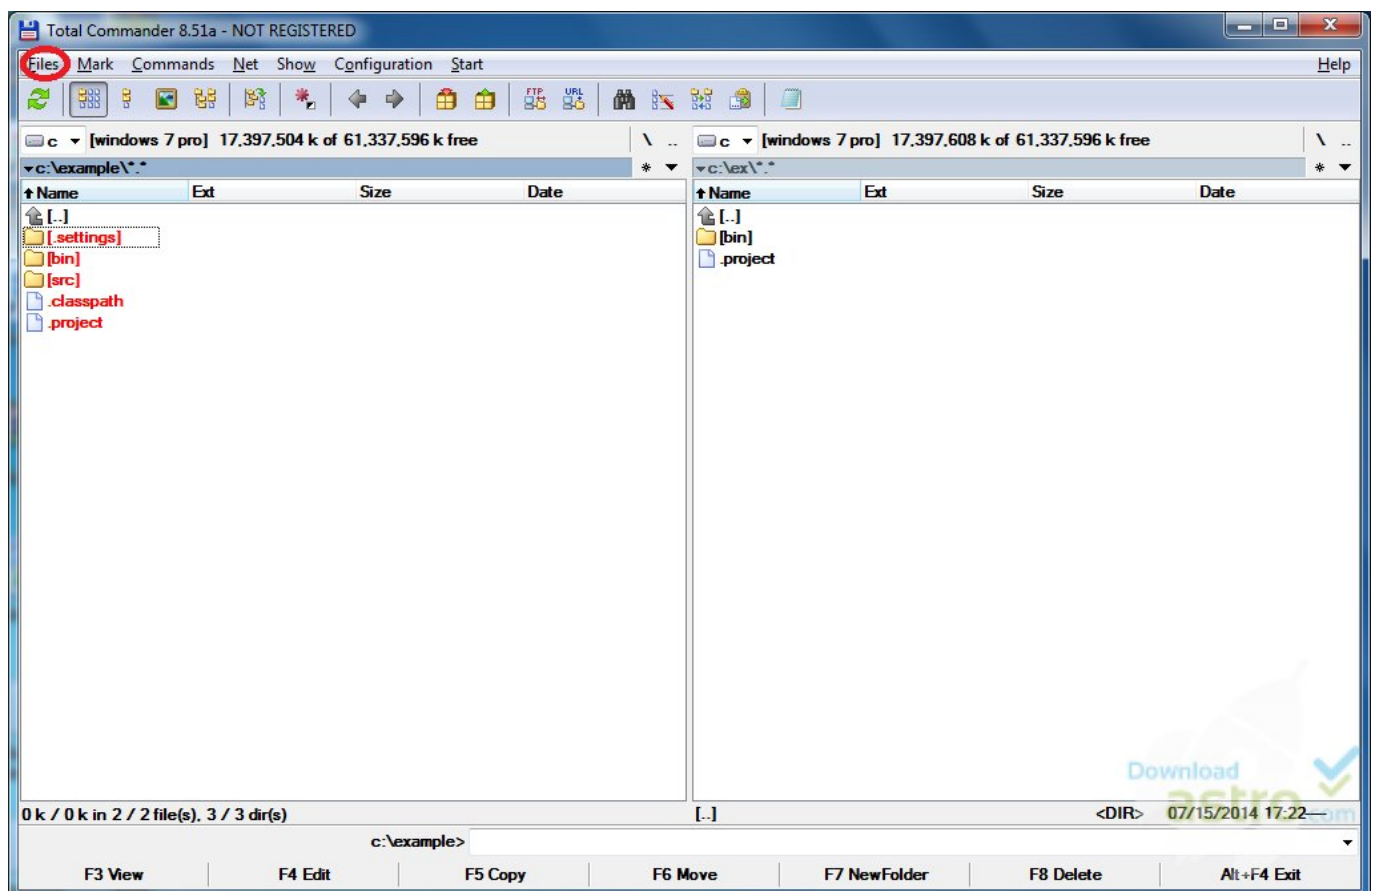 Total Commander 8.51a - NOT REGISTERED
Files Mark Commands Net Show Configuration Start Help
FTP URL
c [windows 7 pro] 17,397,504 k of 61,337,596 k free \ .. c [windows 7 pro] 17,397,608 k of 61,337,596 k free \ ..
c:\example\*.* * c:\ex\*.* *
Name Ext Size Date Name Ext Size Date
[..] [..]
[.settings] [bin]
[bin] .project
[src]
.classpath
.project
Download
astro.com
0 k / 0 k in 2 / 2 file(s), 3 / 3 dir(s) [..] <DIR> 07/15/2014 17:22
c:\example>
F3 View F4 Edit F5 Copy F6 Move F7 NewFolder F8 Delete Alt+F4 Exit